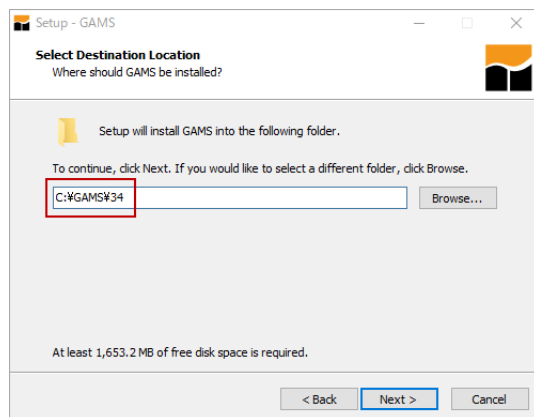 Setup - GAMS
Select Destination Location
Where should GAMS be installed?
Setup will install GAMS into the following folder.
To continue, click Next. If you would like to select a different folder, click Browse.
C:¥GAMS¥34
Browse...
At least 1,653.2 MB of free disk space is required.
< Back
Next >
Cancel